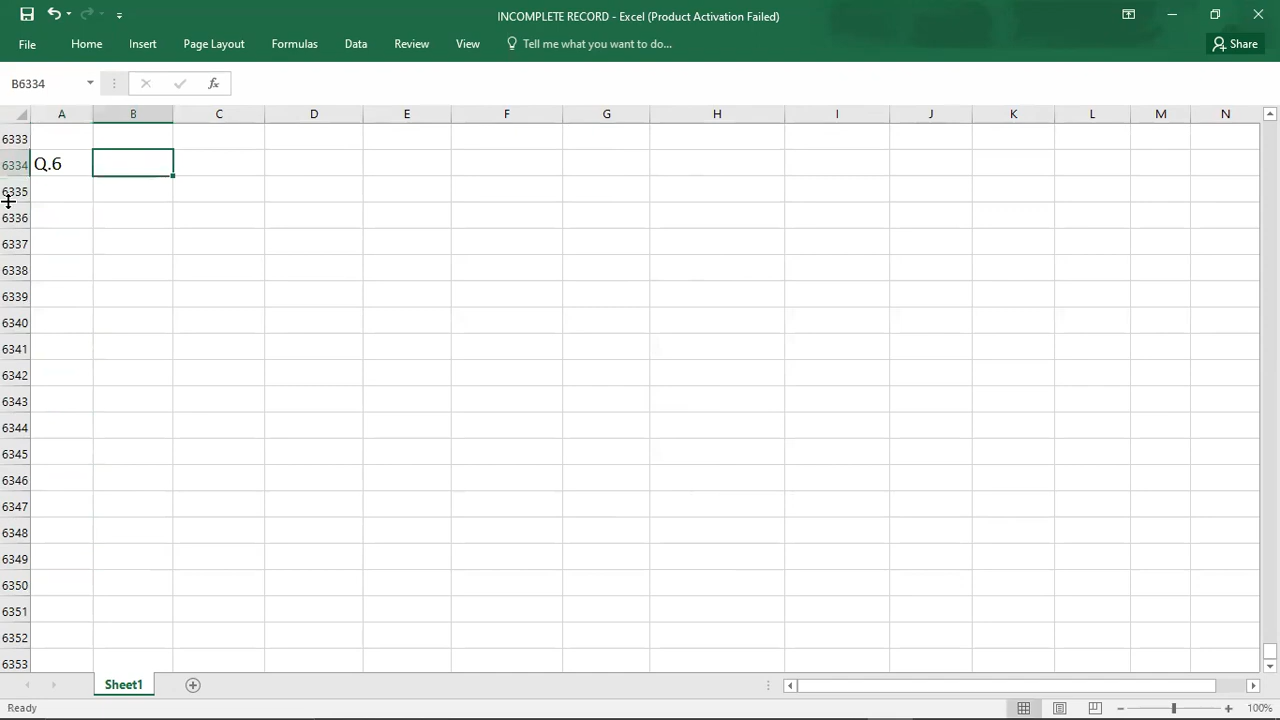 INCOMPLETE RECORD - Excel (Product Activation Failed)
File Home Insert Page Layout Formulas Data Review View Tell me what you want to do... Share
B6334 fx
A B C D E F G H I J K L M N
6333
6334 Q.6
6335
6336
6337
6338
6339
6340
6341
6342
6343
6344
6345
6346
6347
6348
6349
6350
6351
6352
6353
Sheet1
Ready 100%